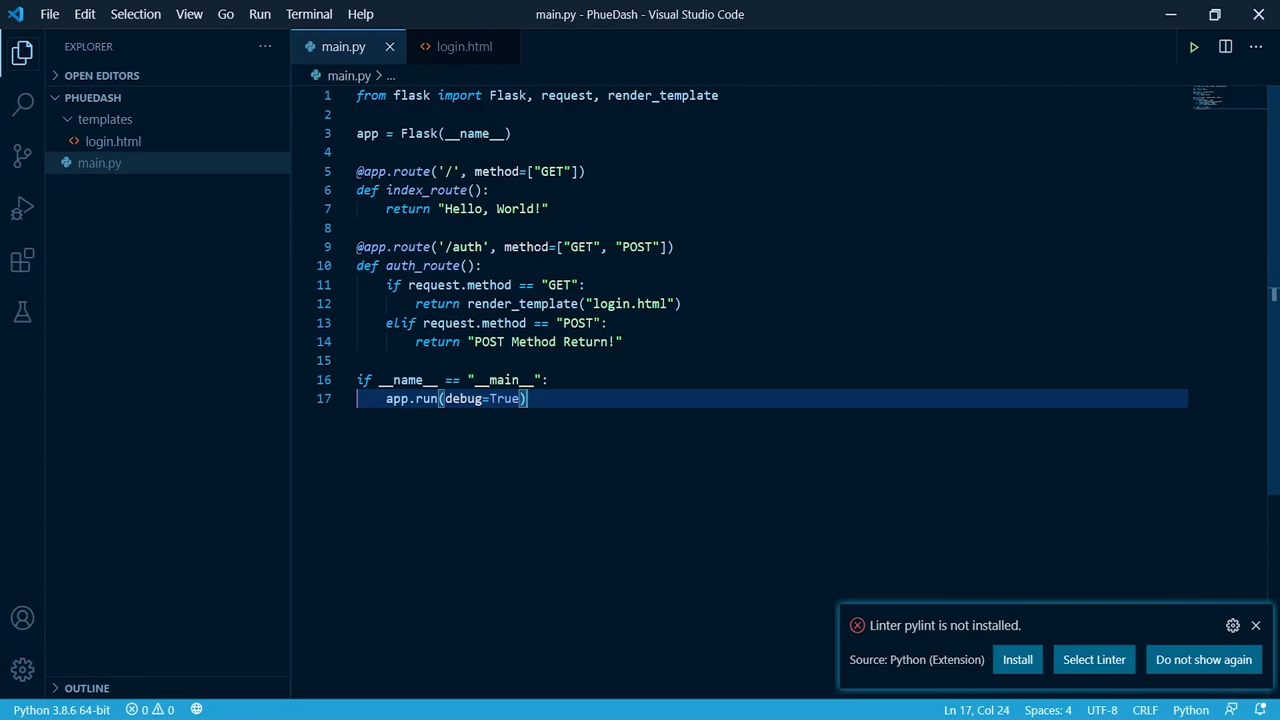 File Edit Selection View Go Run Terminal Help main.py - PhueDash - Visual Studio Code
EXPLORER
OPEN EDITORS
PHUEDASH
templates
login.html
main.py
OUTLINE
main.py login.html
main.py > ...
1 from flask import Flask, request, render_template
2
3 app = Flask(__name__)
4
5 @app.route('/', method=["GET"])
6 def index_route():
7 return "Hello, World!"
8
9 @app.route('/auth', method=["GET", "POST"])
10 def auth_route():
11 if request.method == "GET":
12 return render_template("login.html")
13 elif request.method == "POST":
14 return "POST Method Return!"
15
16 if __name__ == "__main__":
17 app.run(debug=True)
Linter pylint is not installed.
Source: Python (Extension) Install Select Linter Do not show again
Python 3.8.6 64-bit 0 0 Ln 17, Col 24 Spaces: 4 UTF-8 CRLF Python